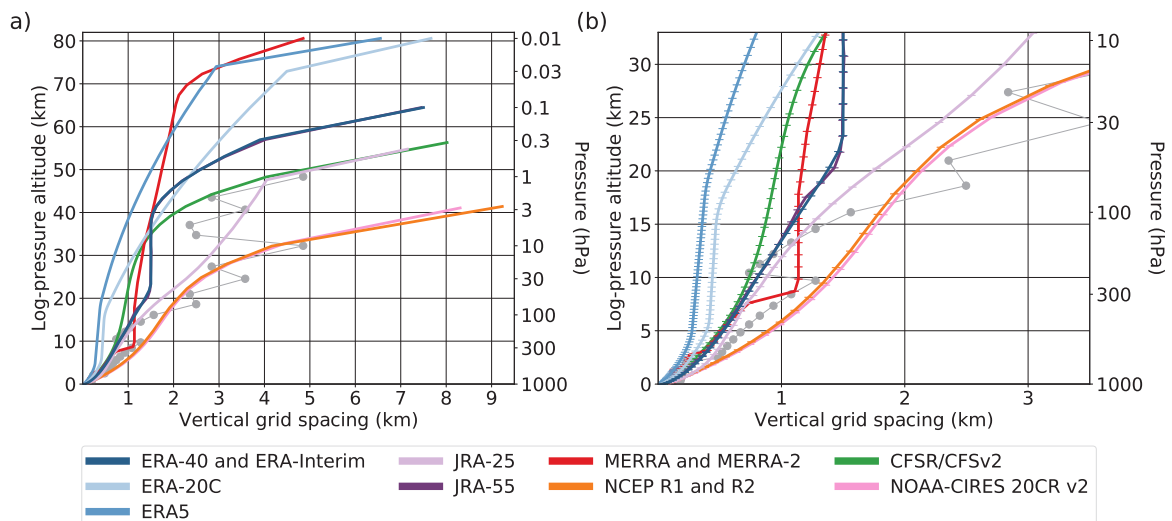 a)
b)
Log-pressure altitude (km)
80
70
60
50
40
30
20
10
0
1
2
3
4
5
6
7
8
9
Vertical grid spacing (km)
0.01
0.03
0.1
0.3
1
3
10
30
100
300
1000
Pressure (hPa)
Log-pressure altitude (km)
30
25
20
15
10
5
0
1
2
3
Vertical grid spacing (km)
10
30
100
300
1000
Pressure (hPa)
ERA-40 and ERA-Interim
ERA-20C
ERA5
JRA-25
JRA-55
MERRA and MERRA-2
NCEP R1 and R2
CFSR/CFSv2
NOAA-CIRES 20CR v2